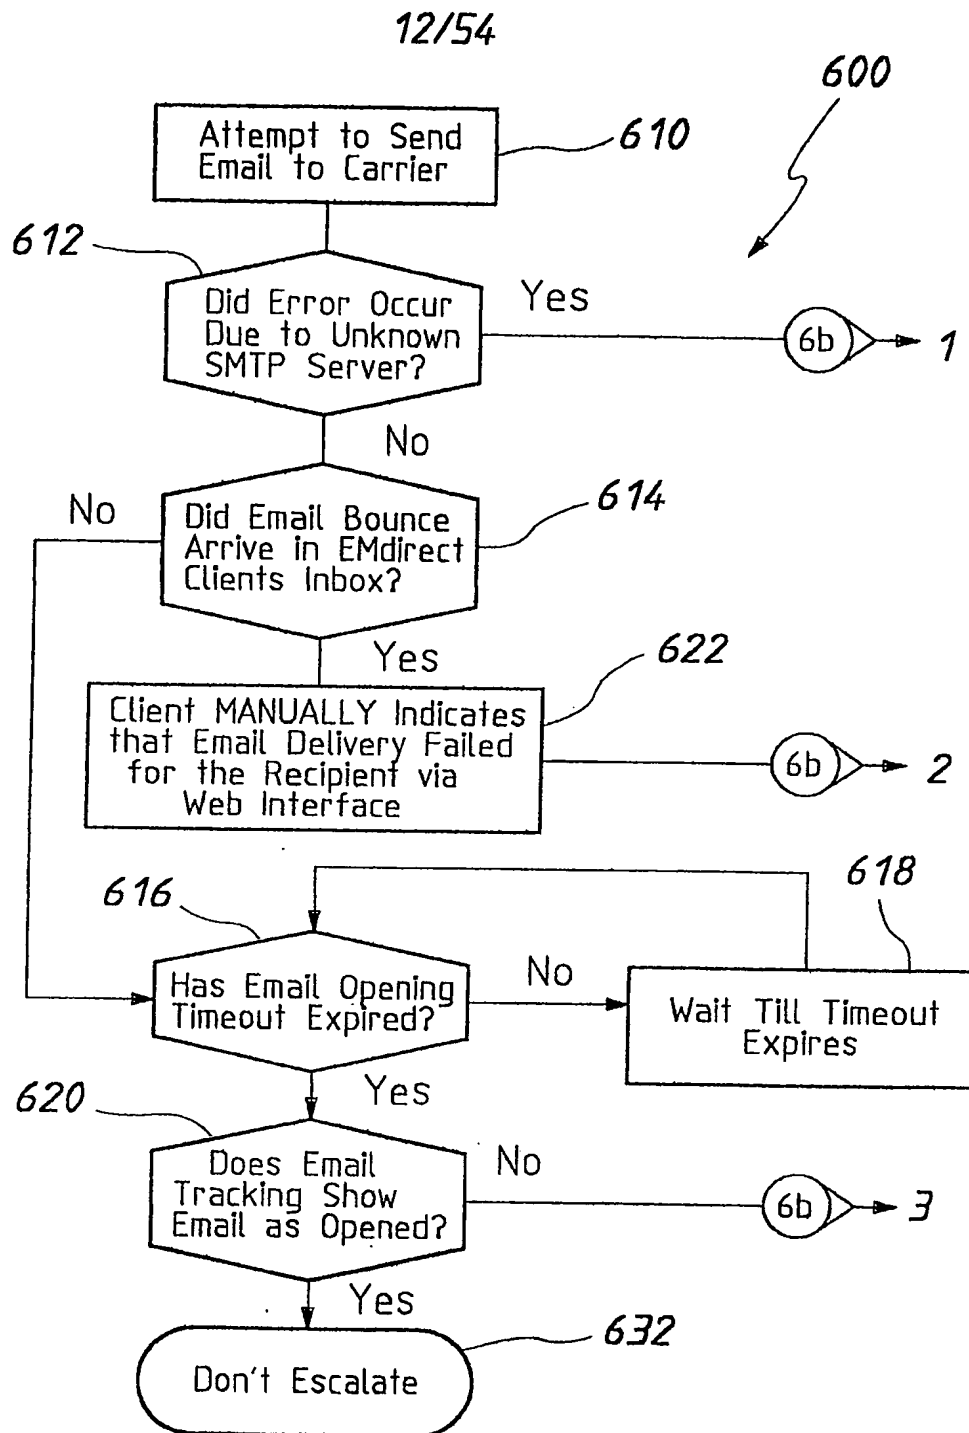 12/54
600
Attempt to Send
Email to Carrier
610
612
Did Error Occur
Due to Unknown
SMTP Server?
Yes
6b
1
No
614
No
Did Email Bounce
Arrive in EMdirect
Clients Inbox?
Yes
622
Client MANUALLY Indicates
that Email Delivery Failed
for the Recipient via
Web Interface
6b
2
616
618
Has Email Opening
Timeout Expired?
No
Wait Till Timeout
Expires
Yes
620
Does Email
Tracking Show
Email as Opened?
No
6b
3
Yes
632
Don't Escalate